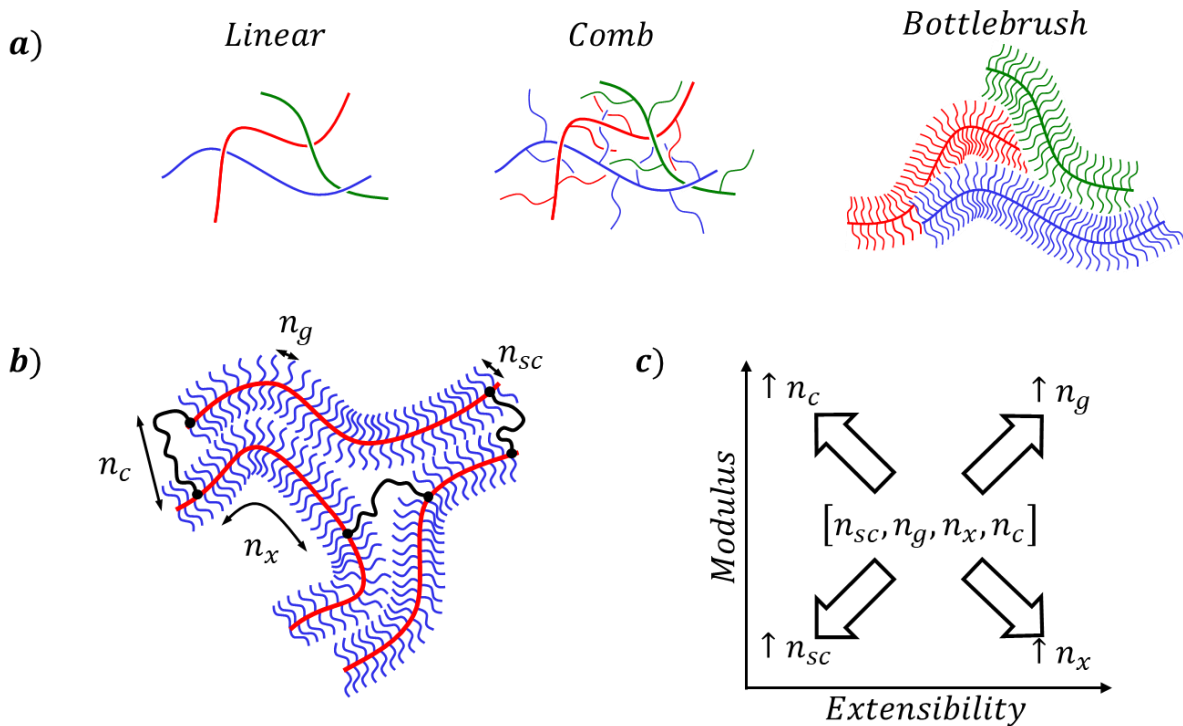 a)
Linear
Comb
Bottlebrush
b)
n_g
n_sc
n_c
n_x
c)
Modulus
↑ n_c
↑ n_g
[n_sc, n_g, n_x, n_c]
↑ n_sc
↑ n_x
Extensibility